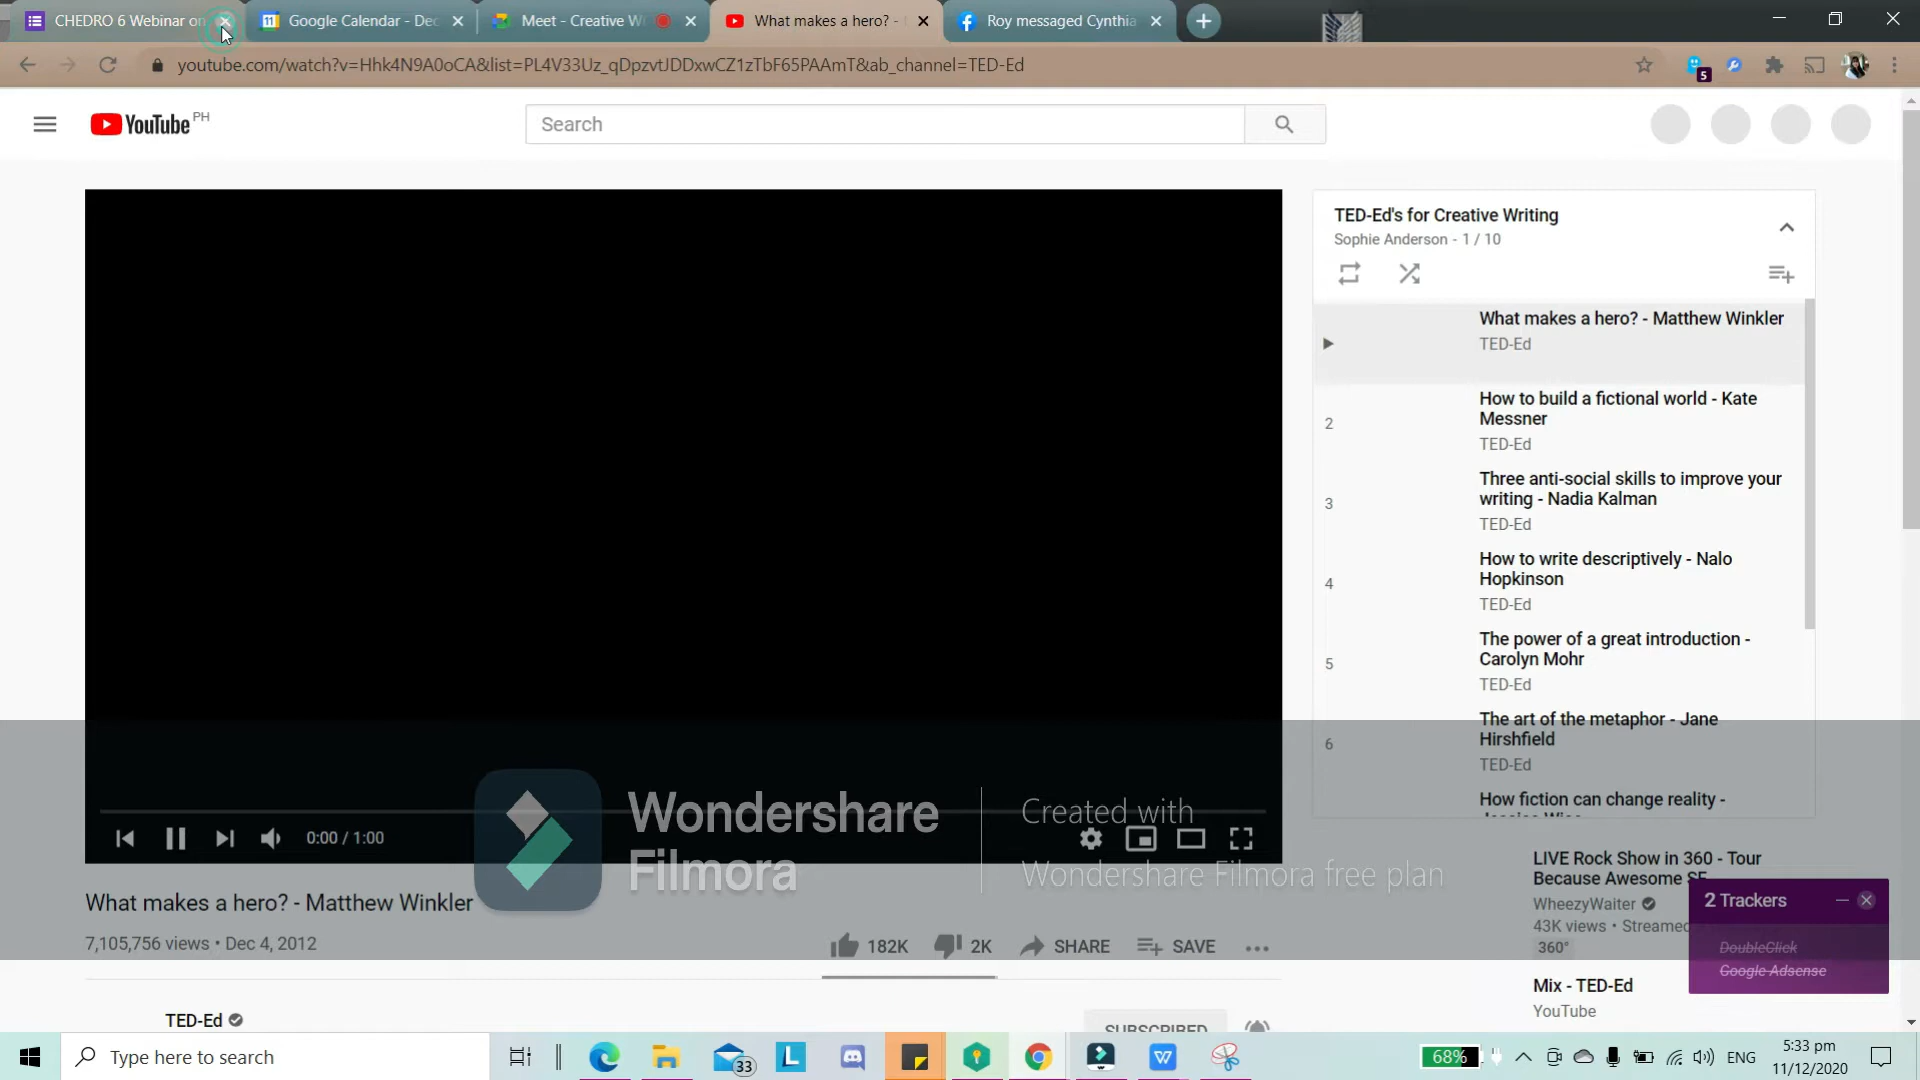 CHEDRO 6 Webinar on
Google Calendar - Dec
Meet - Creative W
What makes a hero? -
Roy messaged Cynthia
youtube.com/watch?v=Hhk4N9A0oCA&list=PL4V33Uz_qDpzvtJDDxwCZ1zTbF65PAAmT&ab_channel=TED-Ed
5
YouTube PH
Search
TED-Ed's for Creative Writing
Sophie Anderson - 1 / 10
What makes a hero? - Matthew Winkler
TED-Ed
2
How to build a fictional world - Kate
Messner
TED-Ed
3
Three anti-social skills to improve your
writing - Nadia Kalman
TED-Ed
4
How to write descriptively - Nalo
Hopkinson
TED-Ed
5
The power of a great introduction -
Carolyn Mohr
TED-Ed
6
The art of the metaphor - Jane
Hirshfield
TED-Ed
How fiction can change reality -
0:00 / 1:00
Wondershare
Filmora
Created with
Wondershare Filmora free plan
What makes a hero? - Matthew Winkler
7,105,756 views • Dec 4, 2012
182K
2K
SHARE
SAVE
TED-Ed
SUBSCRIBED
LIVE Rock Show in 360 - Tour
Because Awesome
WheezyWaiter
43K views • Streamed
360°
Mix - TED-Ed
YouTube
2 Trackers
DoubleClick
Google Adsense
Type here to search
33
L
W
68%
ENG
5:33 pm
11/12/2020